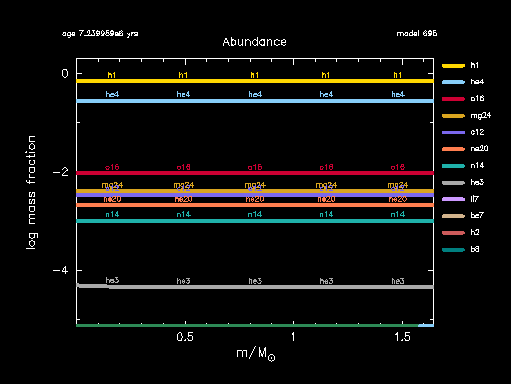 age 7.239959e6 yrs
model 695
Abundance
log mass fraction
0
−2
−4
h1 h1 h1 h1 h1
he4 he4 he4 he4 he4
o16 o16 o16 o16 o16
mg24 mg24 mg24 mg24 mg24
ne20 ne20 ne20 ne20 ne20
n14 n14 n14 n14 n14
he3 he3 he3 he3 he3
0.5 1 1.5
m/M☉
h1
he4
o16
mg24
c12
ne20
n14
he3
li7
be7
h2
b8